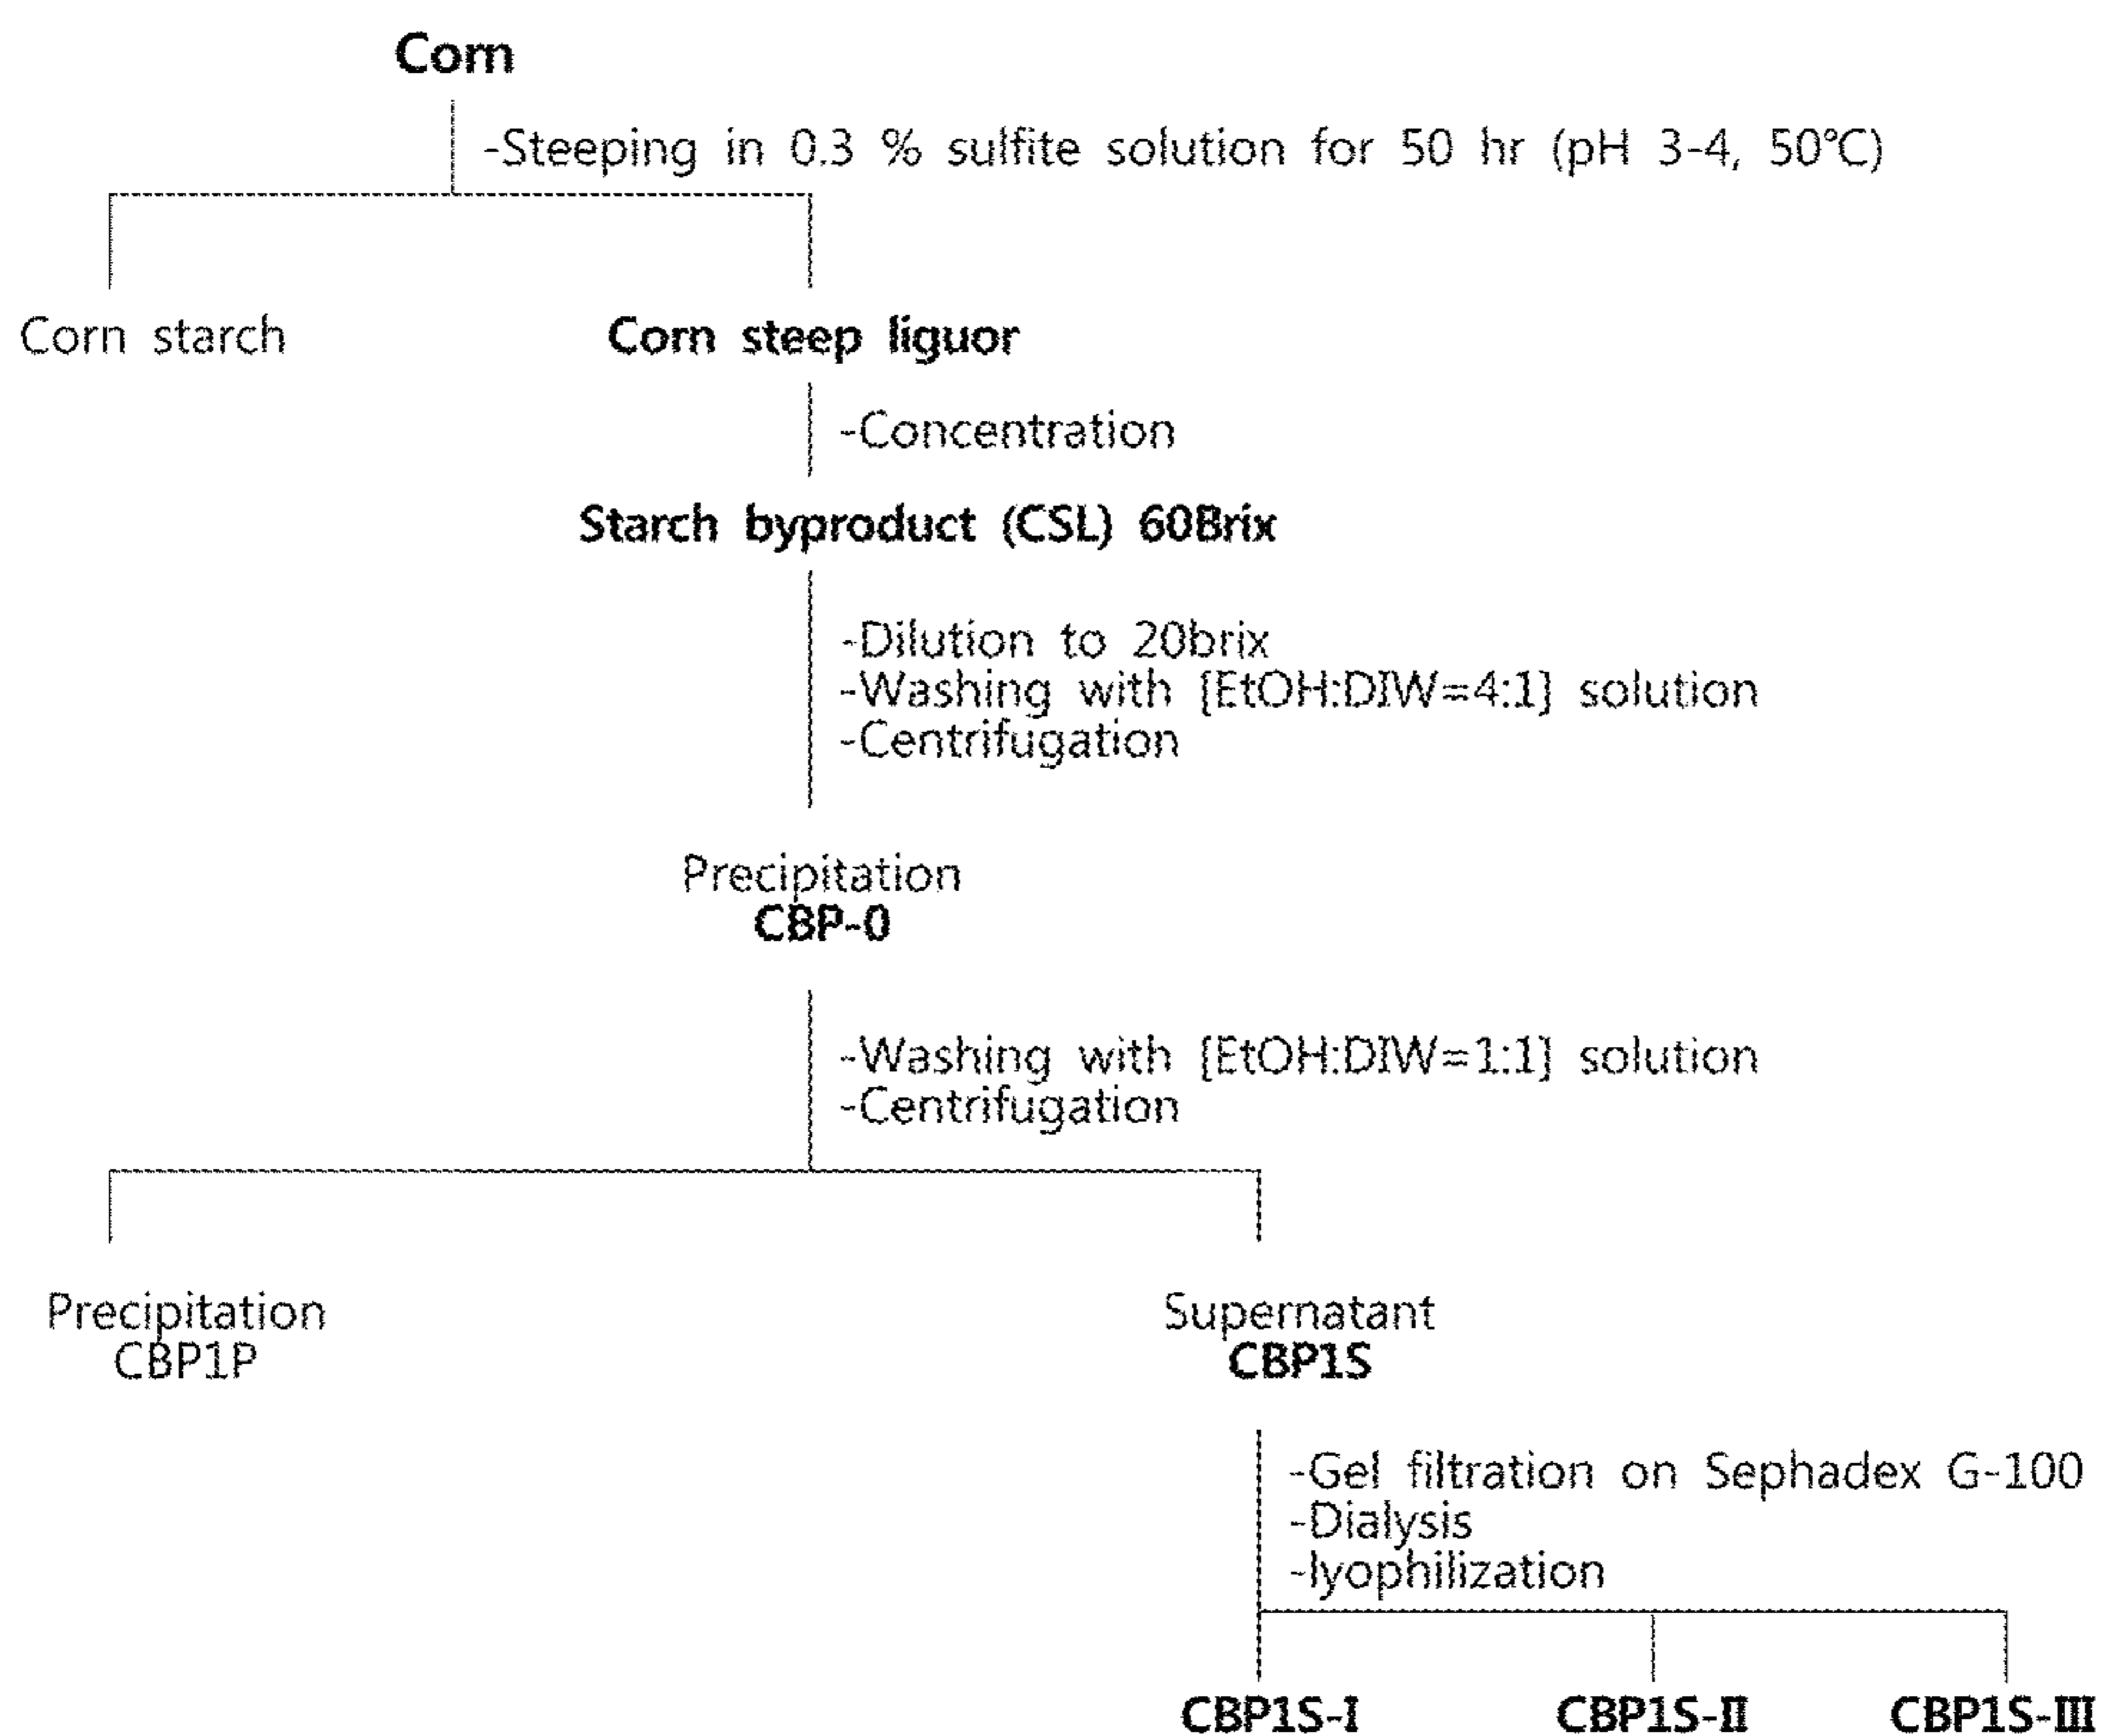 Corn
-Steeping in 0.3 % sulfite solution for 50 hr (pH 3-4, 50℃)
Corn starch
Corn steep liguor
-Concentration
Starch byproduct (CSL) 60Brix
-Dilution to 20brix
-Washing with [EtOH:DIW=4:1] solution
-Centrifugation
Precipitation
CBP-0
-Washing with [EtOH:DIW=1:1] solution
-Centrifugation
Precipitation
CBP1P
Supernatant
CBP1S
-Gel filtration on Sephadex G-100
-Dialysis
-lyophilization
CBP1S-I
CBP1S-II
CBP1S-III